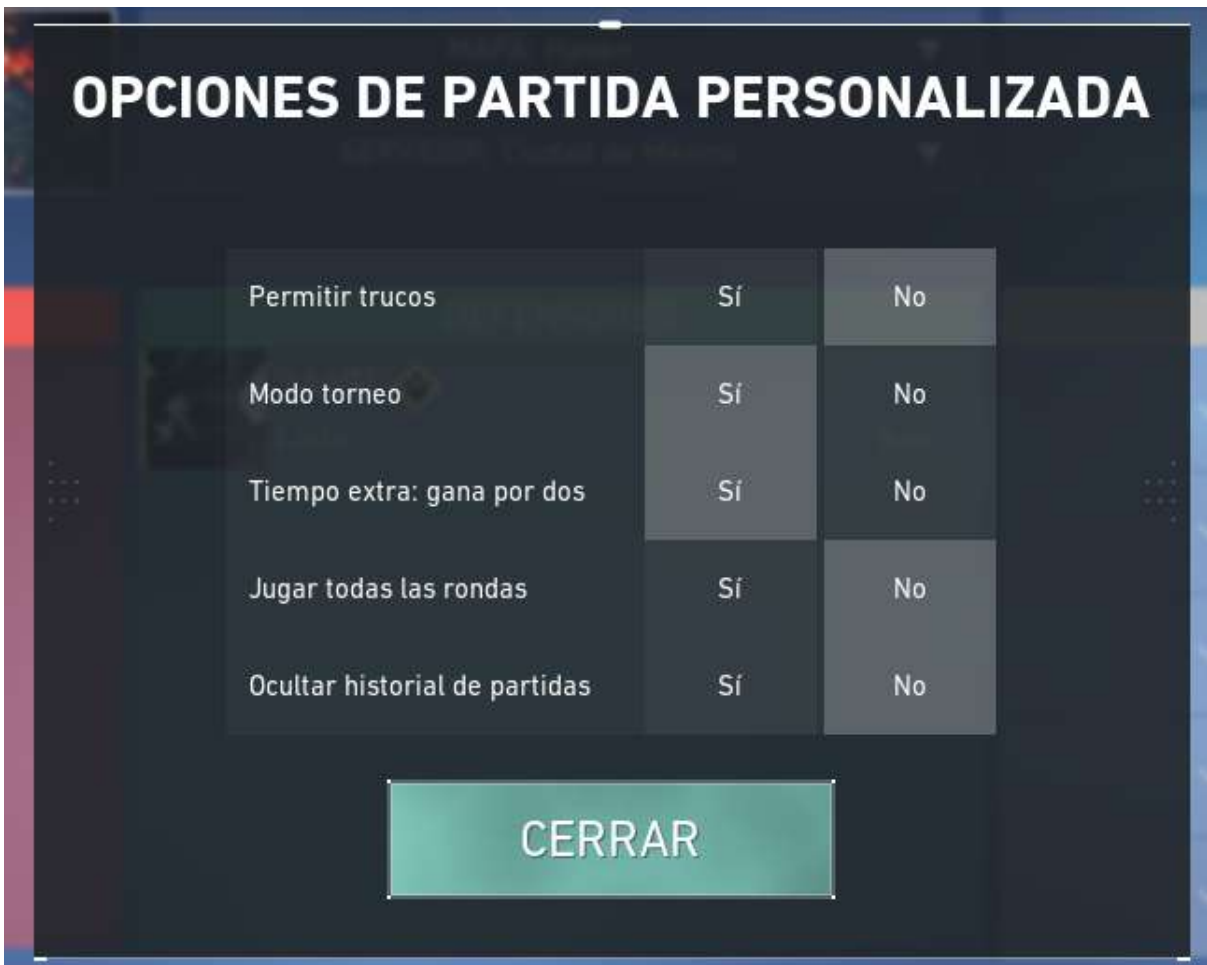 OPCIONES DE PARTIDA PERSONALIZADA
Permitir trucos Sí No
Modo torneo Sí No
Tiempo extra: gana por dos Sí No
Jugar todas las rondas Sí No
Ocultar historial de partidas Sí No
CERRAR